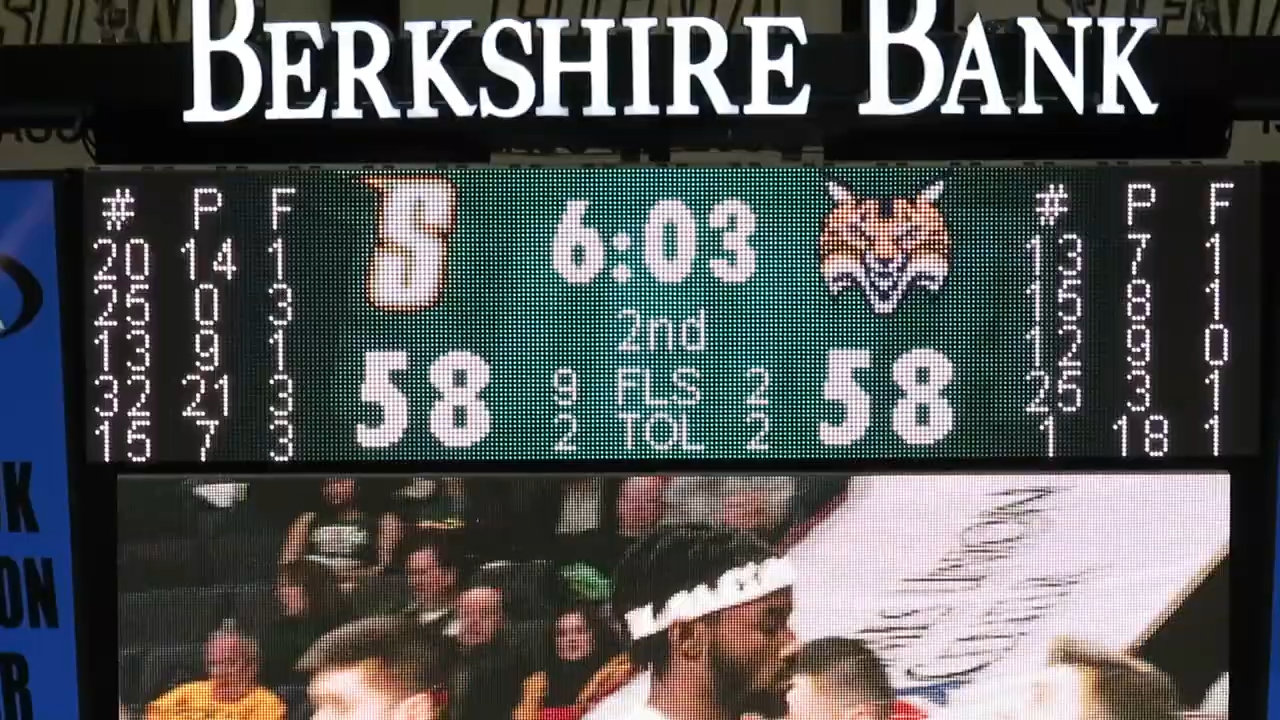 BERKSHIRE BANK
# P F S 6:03 # P F
20 14 1 13 7 1
25 0 3 2nd 15 8 1
13 9 1 58 58 12 9 0
32 21 3 9 FLS 2 25 3 1
15 7 3 2 TOL 2 1 18 1
K
ON
R